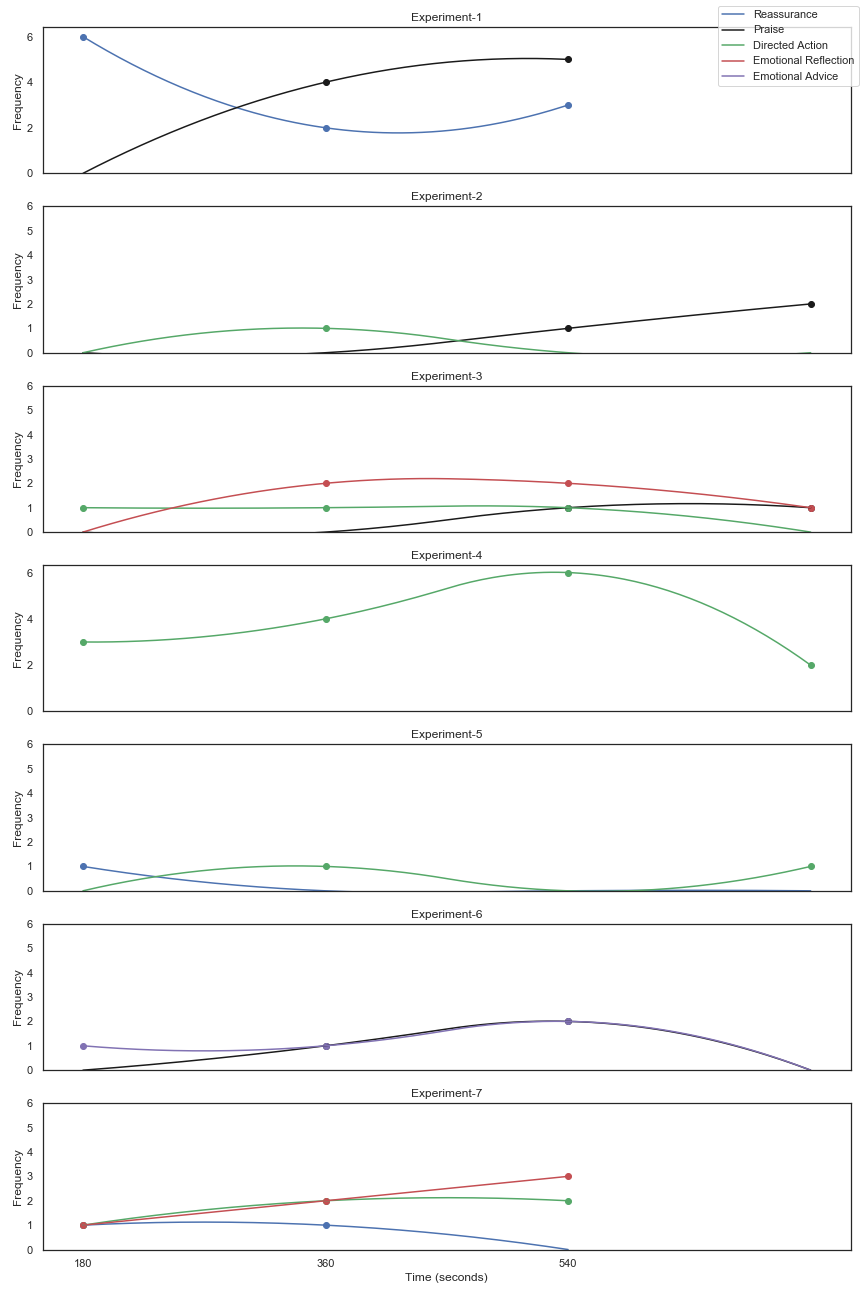 Experiment-1
Reassurance
Praise
Directed Action
Emotional Reflection
Emotional Advice
Frequency
6
4
2
0
Experiment-2
Frequency
6
5
4
3
2
1
0
Experiment-3
Frequency
6
5
4
3
2
1
0
Experiment-4
Frequency
6
4
2
0
Experiment-5
Frequency
6
5
4
3
2
1
0
Experiment-6
Frequency
6
5
4
3
2
1
0
Experiment-7
Frequency
6
5
4
3
2
1
0
180 360 540
Time (seconds)